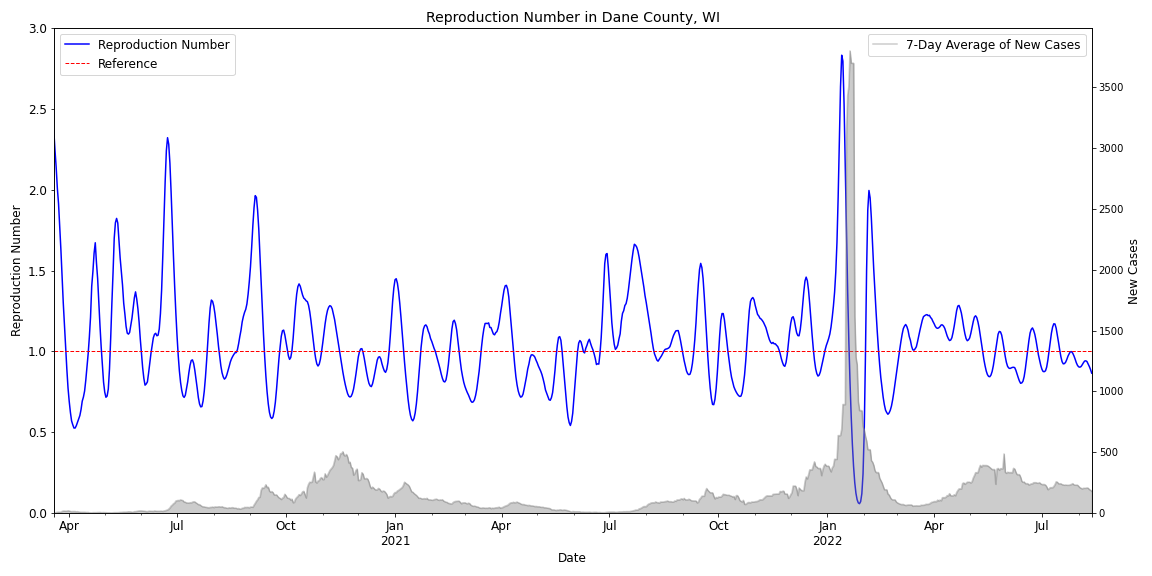 Reproduction Number in Dane County, WI
Reproduction Number
Reference
7-Day Average of New Cases
3.0
2.5
2.0
1.5
1.0
0.5
0.0
Reproduction Number
3500
3000
2500
2000
1500
1000
500
0
New Cases
Apr Jul Oct Jan Apr Jul Oct Jan Apr Jul
2021 2022
Date